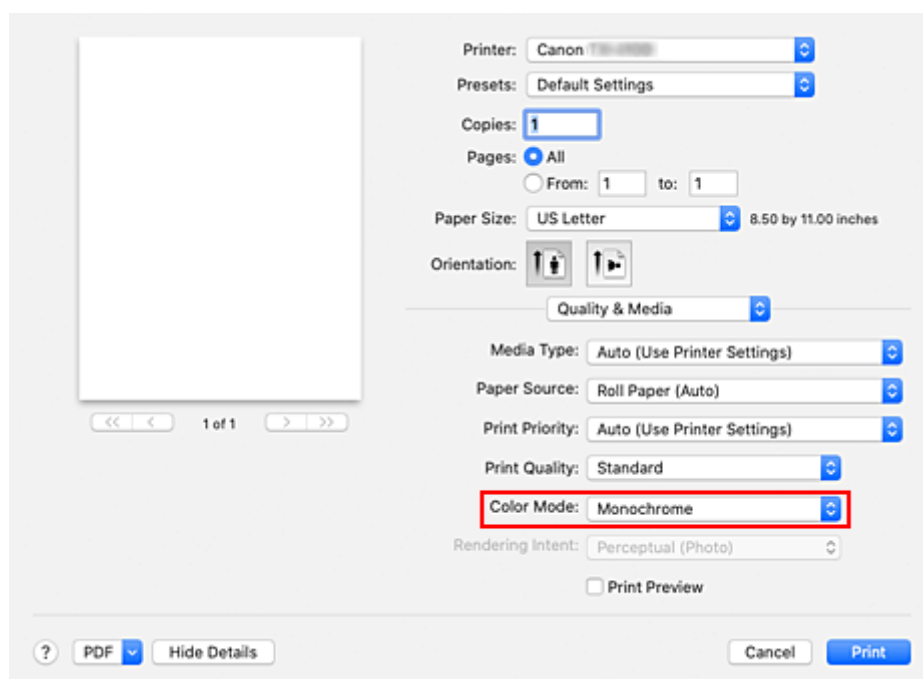 Printer: Canon
Presets: Default Settings
Copies: 1
Pages: All
From: 1 to: 1
Paper Size: US Letter 8.50 by 11.00 inches
Orientation:
Quality & Media
Media Type: Auto (Use Printer Settings)
Paper Source: Roll Paper (Auto)
<< < 1 of 1 > >>
Print Priority: Auto (Use Printer Settings)
Print Quality: Standard
Color Mode: Monochrome
Rendering Intent: Perceptual (Photo)
Print Preview
? PDF Hide Details Cancel Print